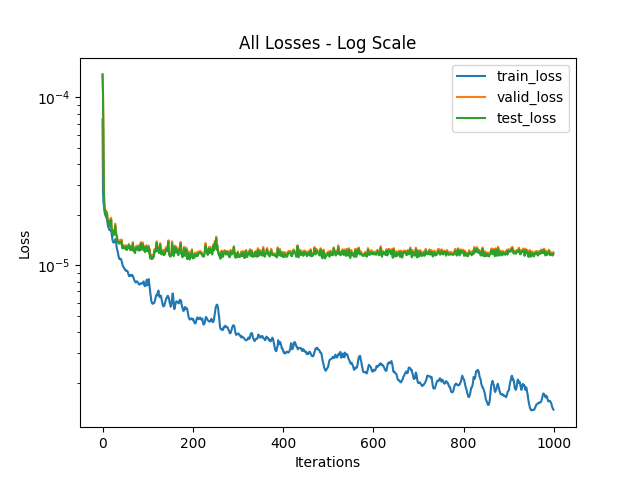 All Losses - Log Scale
train_loss
valid_loss
test_loss
10⁻⁴
10⁻⁵
Loss
0 200 400 600 800 1000
Iterations